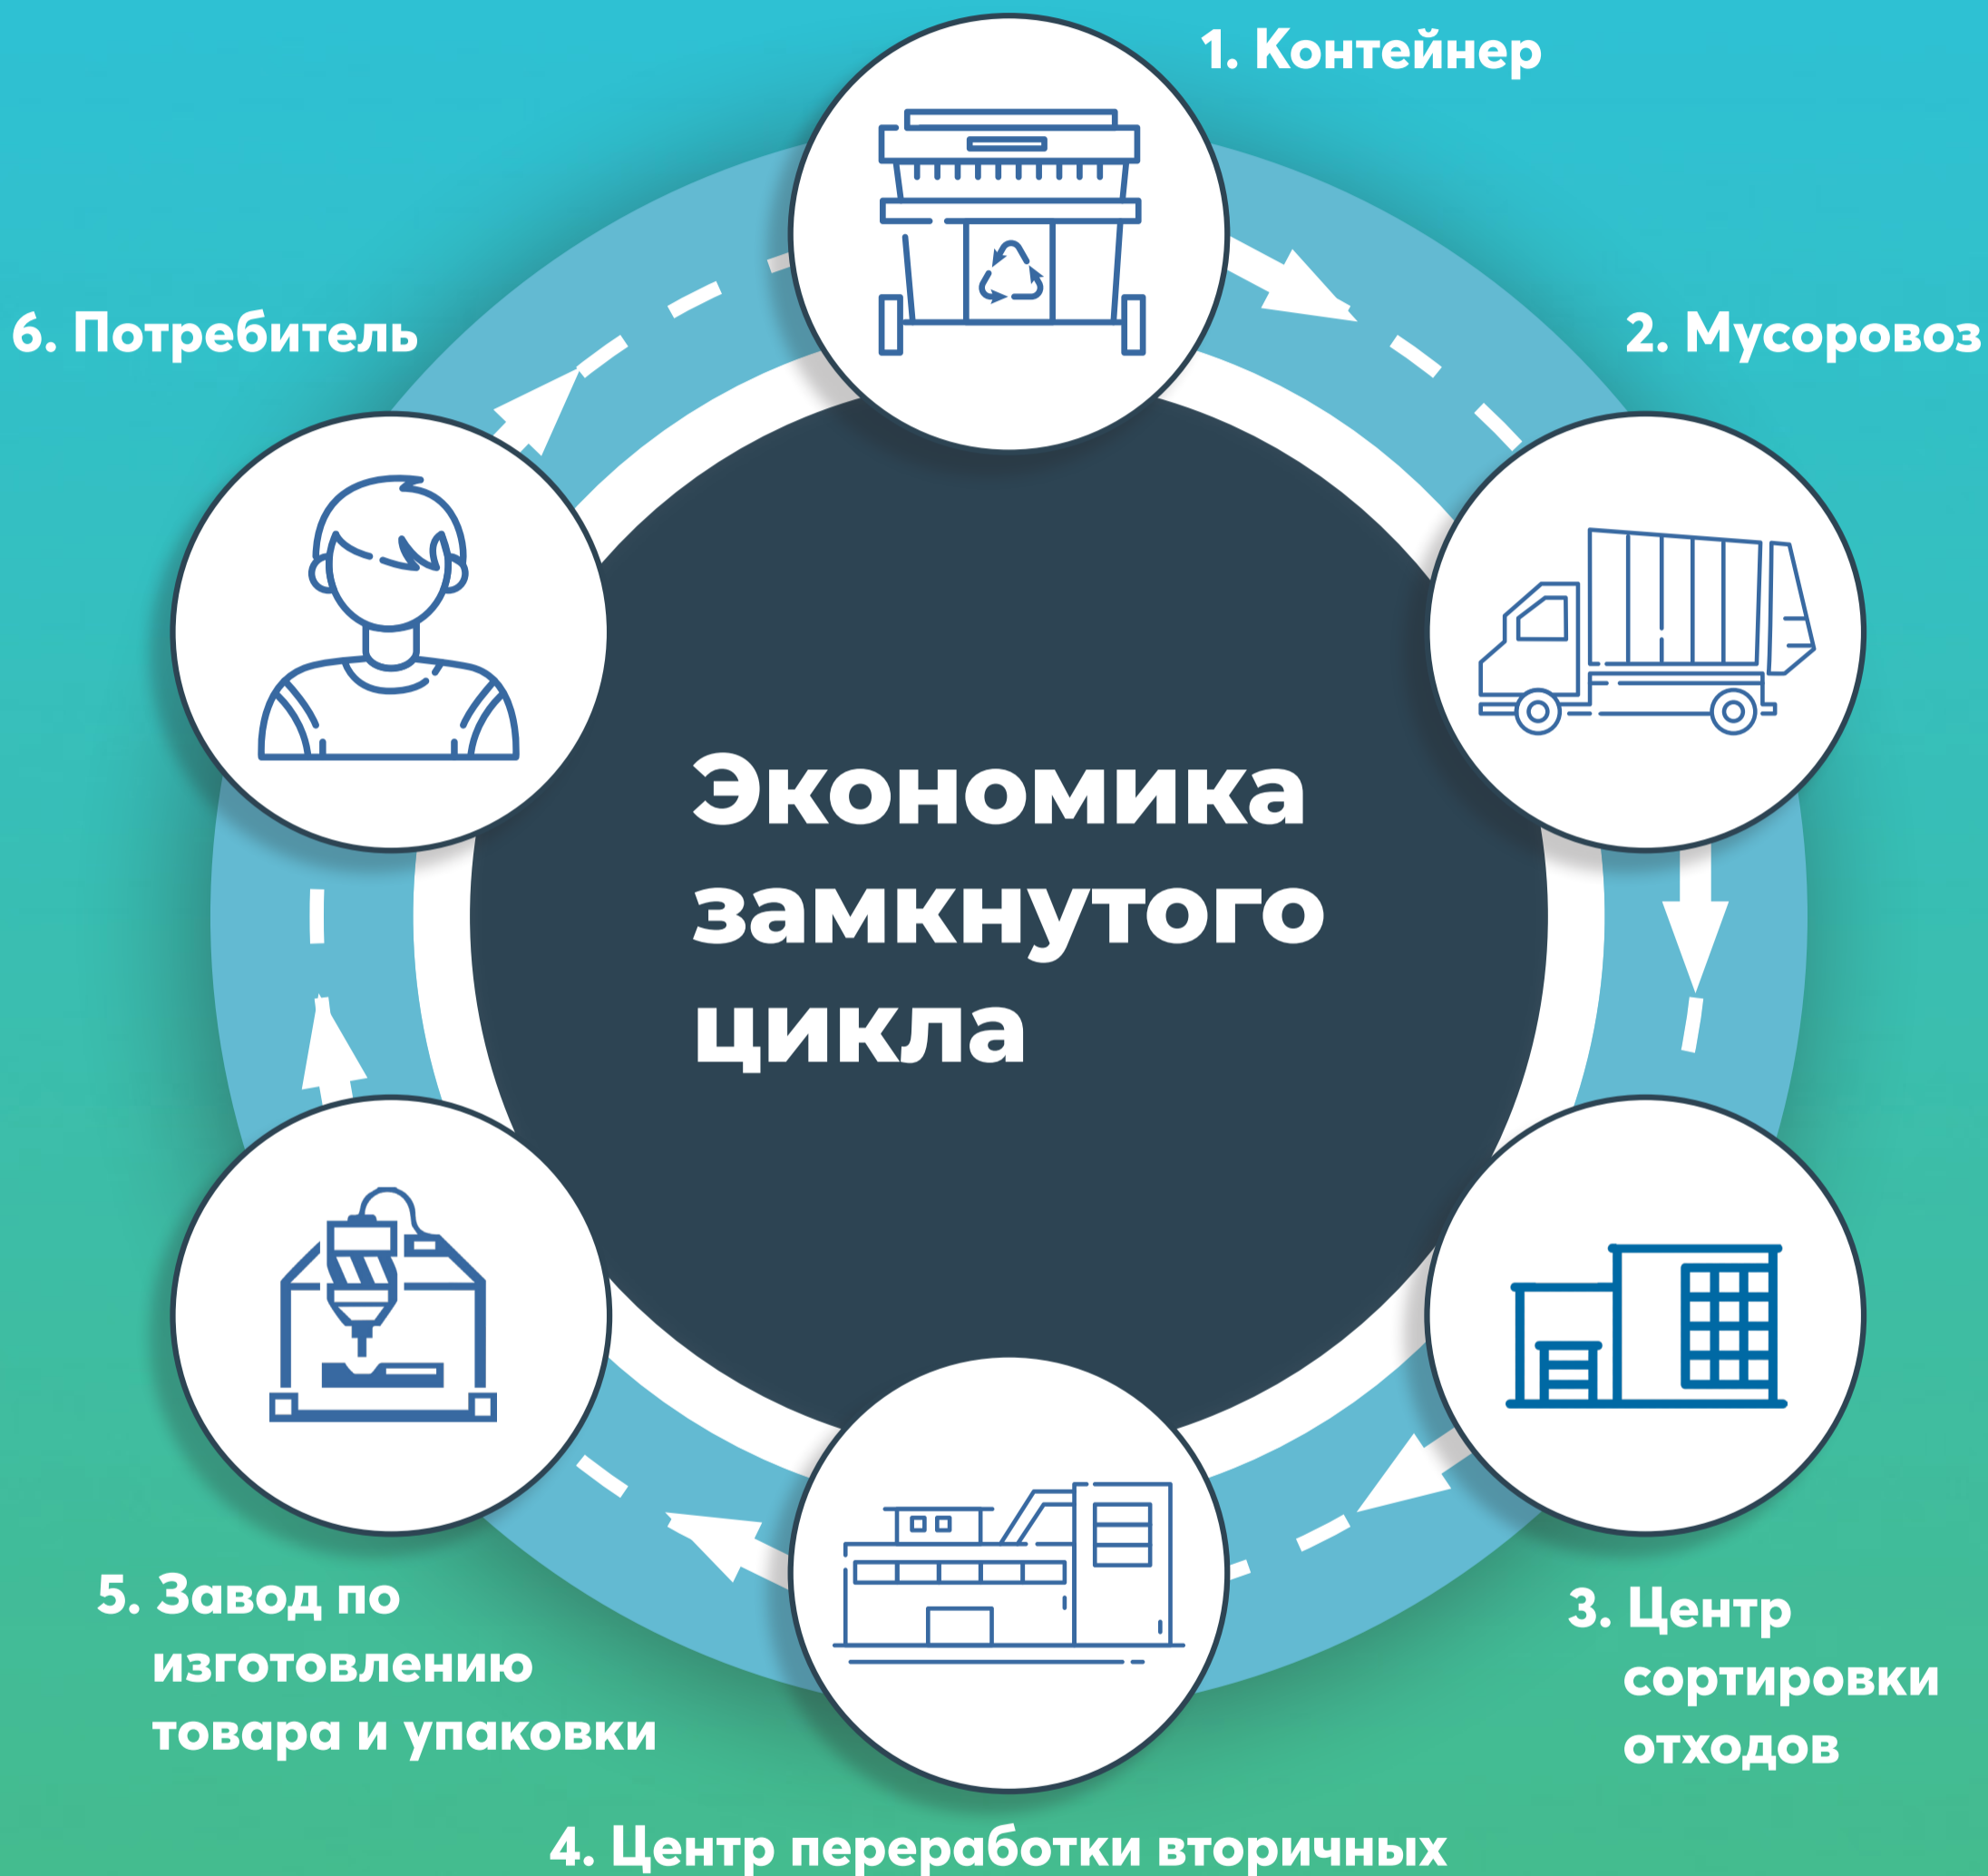 1. Контейнер
2. Мусоровоз
6. Потребитель
Экономика
замкнутого
цикла
5. Завод по
изготовлению
товара и упаковки
3. Центр
сортировки
отходов
4. Центр переработки вторичных